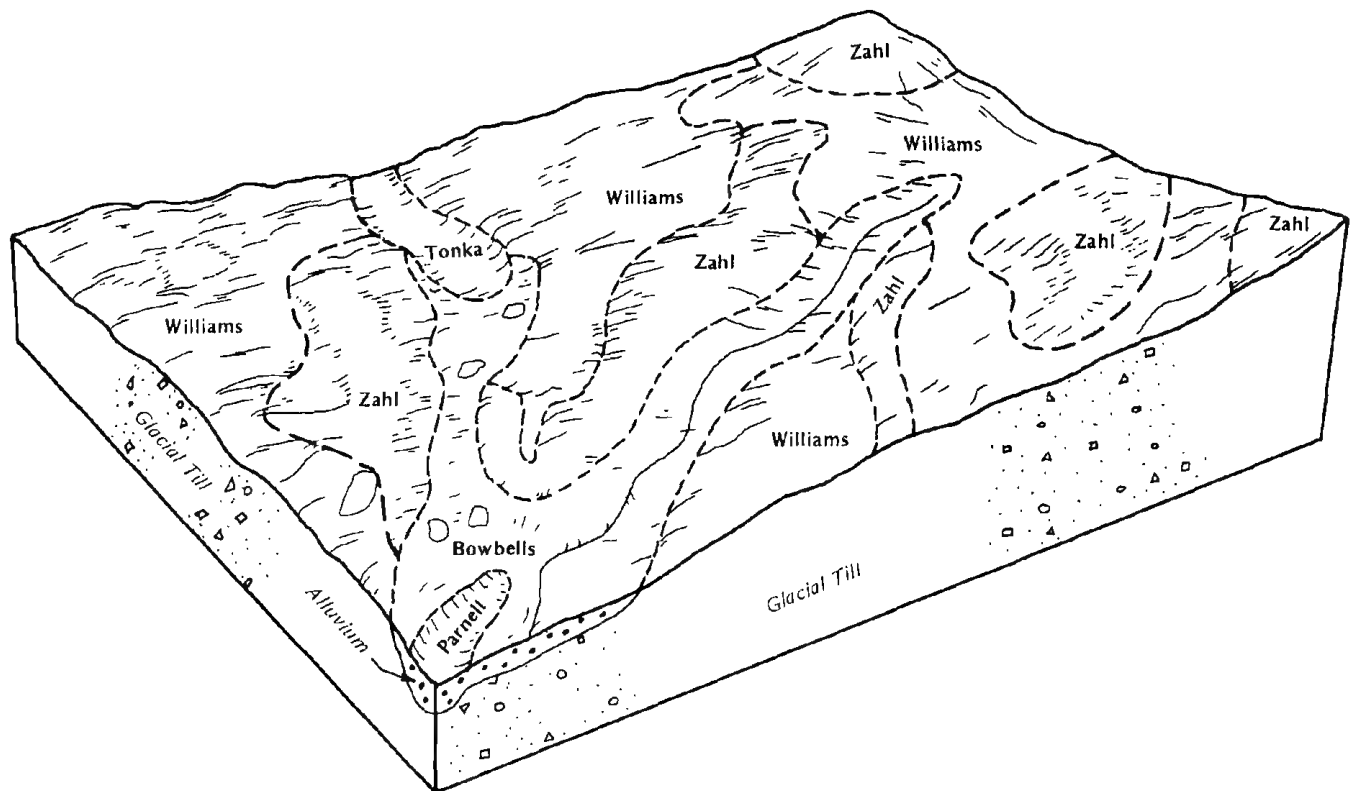 Zahl
Williams
Williams
Tonka
Zahl
Zahl
Zahl
Zahl
Williams
Zahl
Williams
Glacial Till
Bowbells
Parnell
Alluvium
Glacial Till